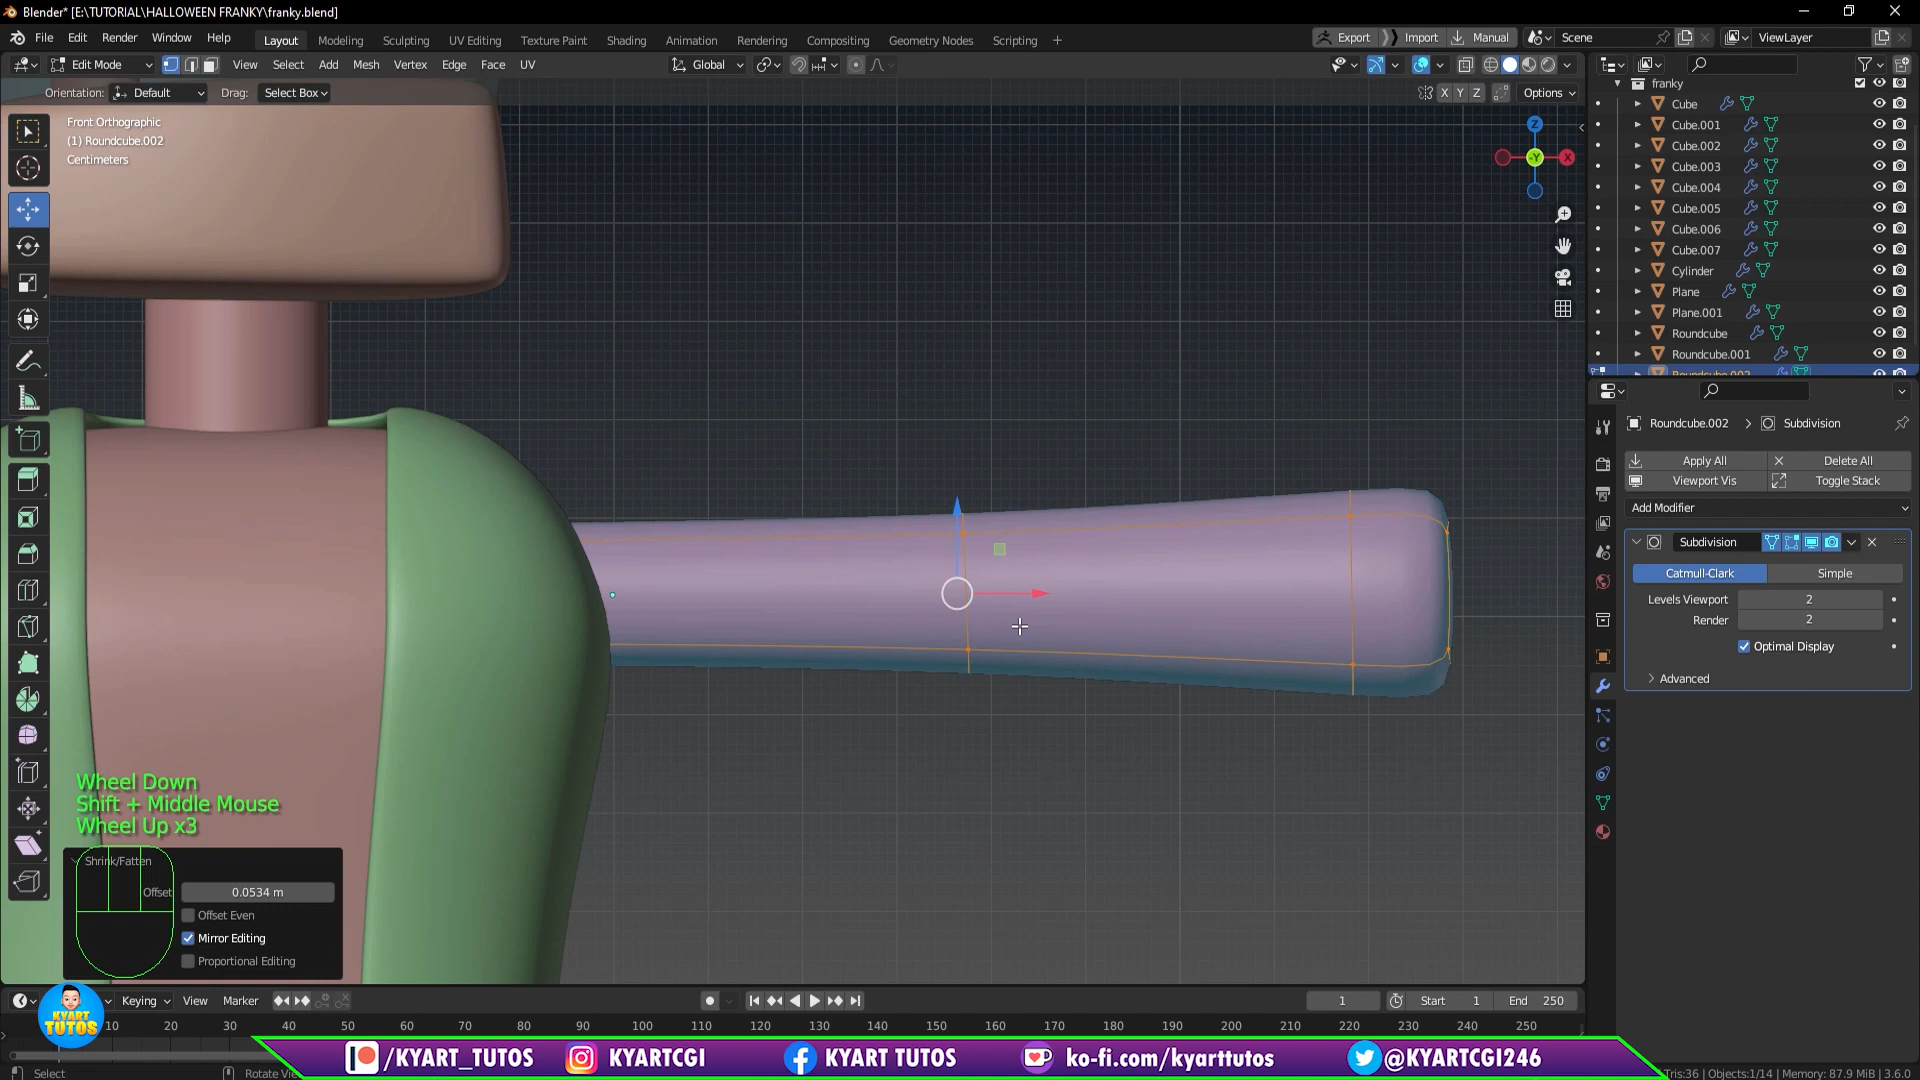 Blender* [E:\TUTORIAL\HALLOWEEN FRANKY\franky.blend]
File Edit Render Window Help Layout Modeling Sculpting UV Editing Texture Paint Shading Animation Rendering Compositing Geometry Nodes Scripting + Export Import Manual Scene ViewLayer
Edit Mode View Select Add Mesh Vertex Edge Face UV Global
Orientation: Default Drag: Select Box X Y Z Options
Front Orthographic
(1) Roundcube.002
Centimeters
Z
-Y X
franky
Cube
Cube.001
Cube.002
Cube.003
Cube.004
Cube.005
Cube.006
Cube.007
Cylinder
Plane
Plane.001
Roundcube
Roundcube.001
Roundcube.002
Roundcube.002 > Subdivision
Apply All Delete All
Viewport Vis Toggle Stack
Add Modifier
Subdivision
Catmull-Clark Simple
Levels Viewport 2
Render 2
Optimal Display
Advanced
Wheel Down
Shift + Middle Mouse
Wheel Up x3
Shrink/Fatten
Offset 0.0534 m
Offset Even
Mirror Editing
Proportional Editing
Keying View Marker 1 Start 1 End 250
10 20 30 40 50 60 70 80 90 100 110 120 130 140 150 160 170 180 190 200 210 220 230 240 250
KYART TUTOS
/KYART_TUTOS KYARTCGI KYART TUTOS ko-fi.com/kyarttutos @KYARTCGI246
Select Rotate Vie Tris:36 | Objects:1/14 | Memory: 87.9 MiB | 3.6.0